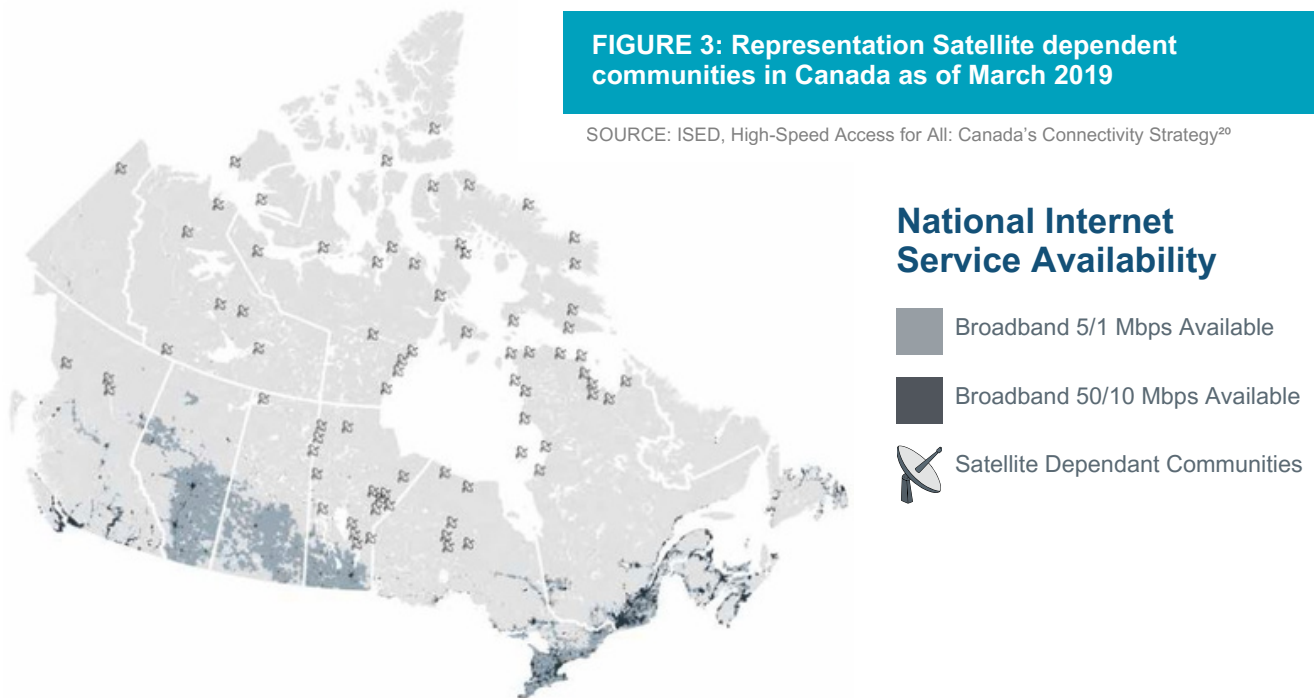 FIGURE 3: Representation Satellite dependent
communities in Canada as of March 2019
SOURCE: ISED, High-Speed Access for All: Canada's Connectivity Strategy²⁰
National Internet
Service Availability
Broadband 5/1 Mbps Available
Broadband 50/10 Mbps Available
Satellite Dependant Communities